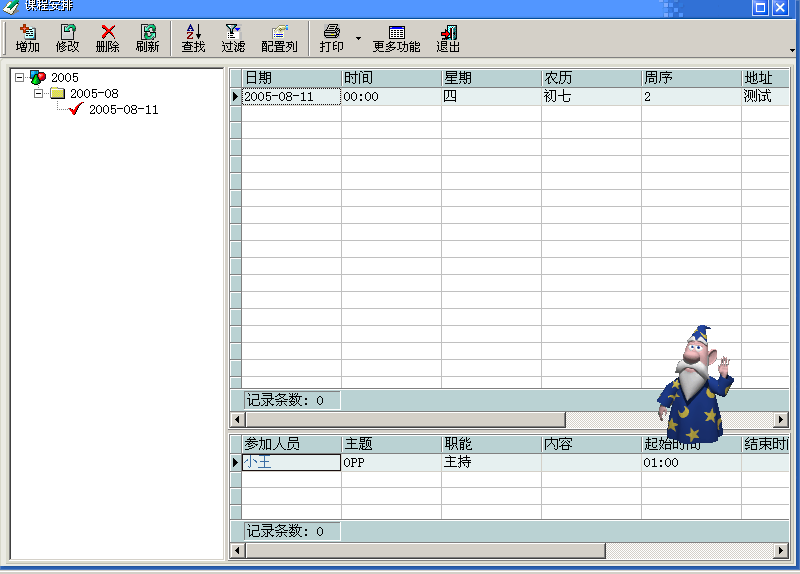 课程安排
增加 修改 删除 刷新 查找 过滤 配置列 打印 更多功能 退出
2005
2005-08
2005-08-11
日期 时间 星期 农历 周序 地址
2005-08-11 00:00 四 初七 2 测试
记录条数: 0
参加人员 主题 职能 内容 起始时间 结束时间
小王 OPP 主持 01:00
记录条数: 0